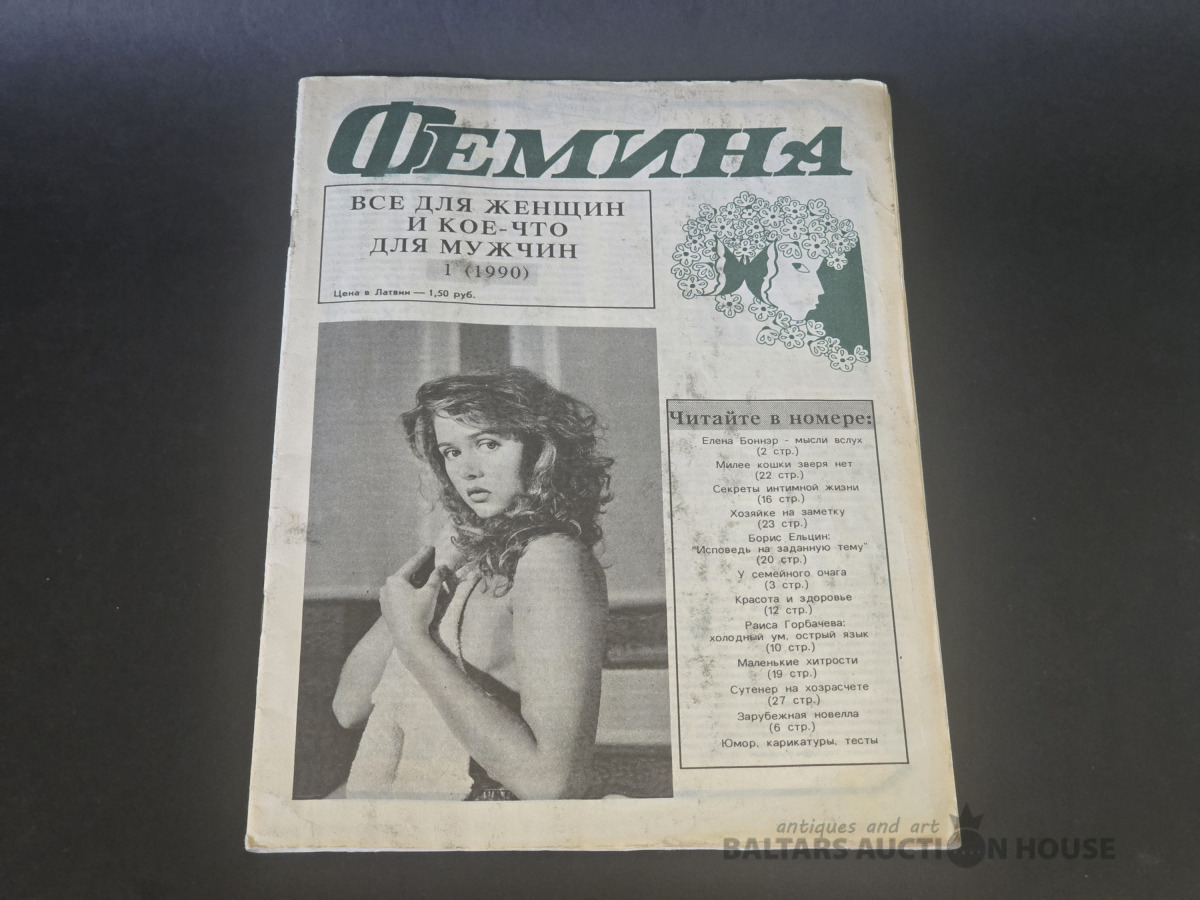 ФЕМИНА
ВСЕ ДЛЯ ЖЕНЩИН
И КОЕ-ЧТО
ДЛЯ МУЖЧИН
1 (1990)
Цена в Латвии — 1,50 руб.
Читайте в номере:
Елена Боннэр - мысли вслух
(2 стр.)
Милее кошки зверя нет
(22 стр.)
Секреты интимной жизни
(16 стр.)
Хозяйке на заметку
(23 стр.)
Борис Ельцин:
"Исповедь на заданную тему"
(20 стр.)
У семейного очага
(3 стр.)
Красота и здоровье
(12 стр.)
Раиса Горбачева:
холодный ум, острый язык
(10 стр.)
Маленькие хитрости
(19 стр.)
Сутенер на хозрасчете
(27 стр.)
Зарубежная новелла
(6 стр.)
Юмор, карикатуры, тесты
antiques and art
BALTARS AUCTION HOUSE